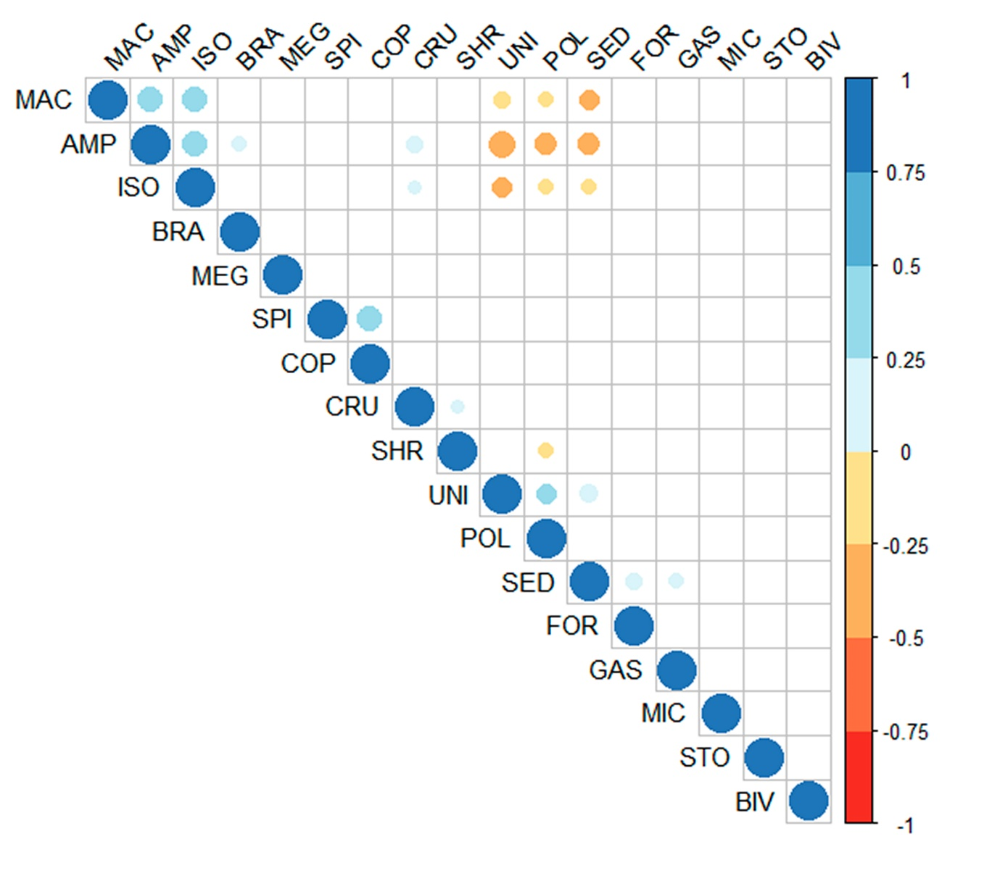 MAC AMP ISO BRA MEG SPI COP CRU SHR UNI POL SED FOR GAS MIC STO BIV
MAC
AMP
ISO
BRA
MEG
SPI
COP
CRU
SHR
UNI
POL
SED
FOR
GAS
MIC
STO
BIV
1
0.75
0.5
0.25
0
-0.25
-0.5
-0.75
-1